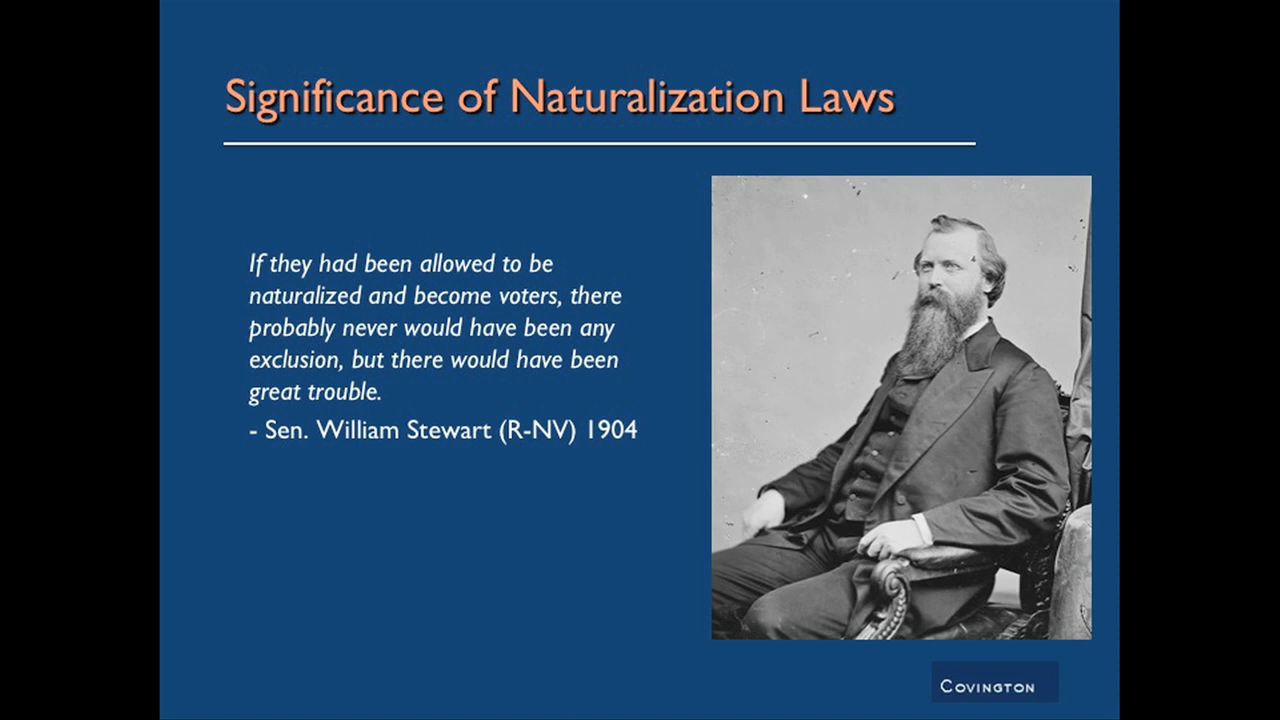 Significance of Naturalization Laws
If they had been allowed to be
naturalized and become voters, there
probably never would have been any
exclusion, but there would have been
great trouble.
- Sen. William Stewart (R-NV) 1904
COVINGTON